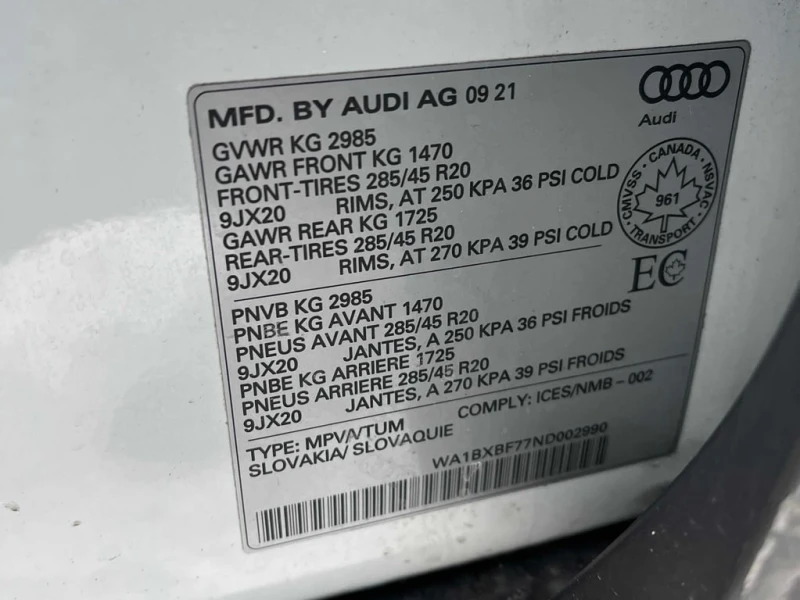 MFD. BY AUDI AG 09 21
Audi
GVWR KG 2985
GAWR FRONT KG 1470
FRONT-TIRES 285/45 R20
9JX20 RIMS, AT 250 KPA 36 PSI COLD
GAWR REAR KG 1725
REAR-TIRES 285/45 R20
9JX20 RIMS, AT 270 KPA 39 PSI COLD
CMVSS · CANADA · NSVAC
961
TRANSPORT
EC
PNVB KG 2985
PNBE KG AVANT 1470
PNEUS AVANT 285/45 R20
9JX20 JANTES, A 250 KPA 36 PSI FROIDS
PNBE KG ARRIERE 1725
PNEUS ARRIERE 285/45 R20
9JX20 JANTES, A 270 KPA 39 PSI FROIDS
TYPE: MPV/VTUM COMPLY: ICES/NMB - 002
SLOVAKIA/ SLOVAQUIE
WA1BXBF77ND002990